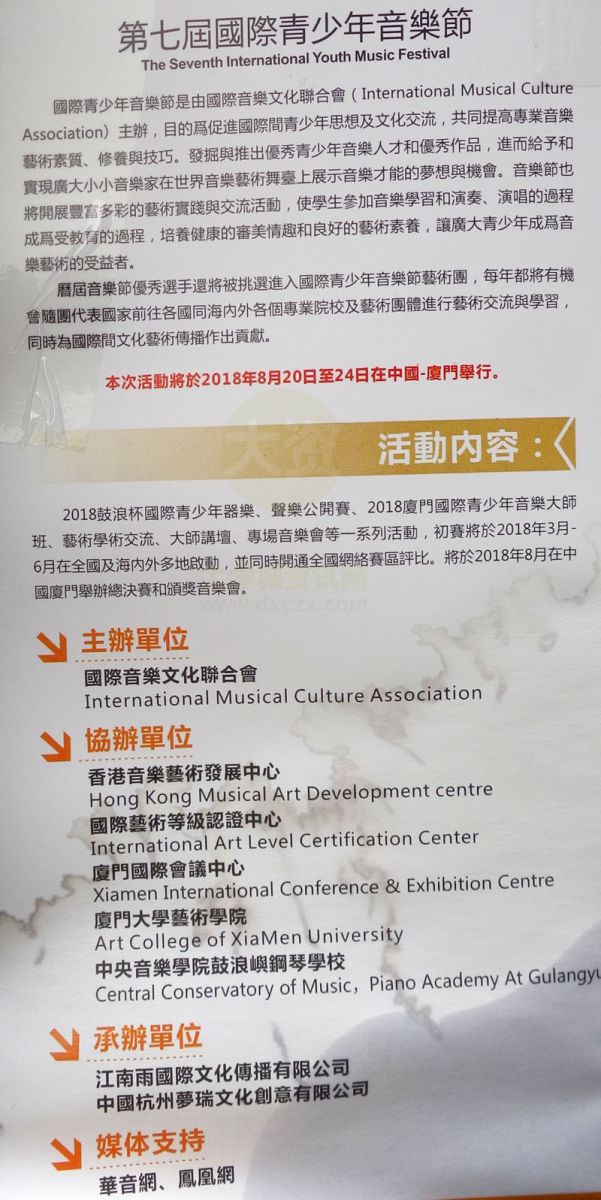 第七屆國際青少年音樂節
The Seventh International Youth Music Festival
國際青少年音樂節是由國際音樂文化聯合會（International Musical Culture
Association）主辦，目的爲促進國際間青少年思想及文化交流，共同提高專業音樂
藝術素質、修養與技巧。發掘與推出優秀青少年音樂人才和優秀作品，進而給予和
實現廣大小小音樂家在世界音樂藝術舞臺上展示音樂才能的夢想與機會。音樂節也
將開展豐富多彩的藝術實踐與交流活動，使學生參加音樂學習和演奏、演唱的過程
成爲受教育的過程，培養健康的審美情趣和良好的藝術素養，讓廣大青少年成爲音
樂藝術的受益者。
曆屆音樂節優秀選手還將被挑選進入國際青少年音樂節藝術團，每年都將有機
會隨團代表國家前往各國同海內外各個專業院校及藝術團體進行藝術交流與學習，
同時為國際間文化藝術傳播作出貢獻。
本次活動將於2018年8月20日至24日在中國-廈門舉行。
大资
活動內容：
2018鼓浪杯國際青少年器樂、聲樂公開賽、2018廈門國際青少年音樂大師
班、藝術學術交流、大師講壇、專場音樂會等一系列活動，初賽將於2018年3月-
6月在全國及海內外多地啟動，並同時開通全國網絡賽區評比。將於2018年8月在中
國廈門舉辦總決賽和頒獎音樂會。
www.dxczx.com
主辦單位
國際音樂文化聯合會
International Musical Culture Association
協辦單位
香港音樂藝術發展中心
Hong Kong Musical Art Development centre
國際藝術等級認證中心
International Art Level Certification Center
廈門國際會議中心
Xiamen International Conference & Exhibition Centre
廈門大學藝術學院
Art College of XiaMen University
中央音樂學院鼓浪嶼鋼琴學校
Central Conservatory of Music，Piano Academy At Gulangyu
承辦單位
江南雨國際文化傳播有限公司
中國杭州夢瑞文化創意有限公司
媒体支持
華音網、鳳凰網